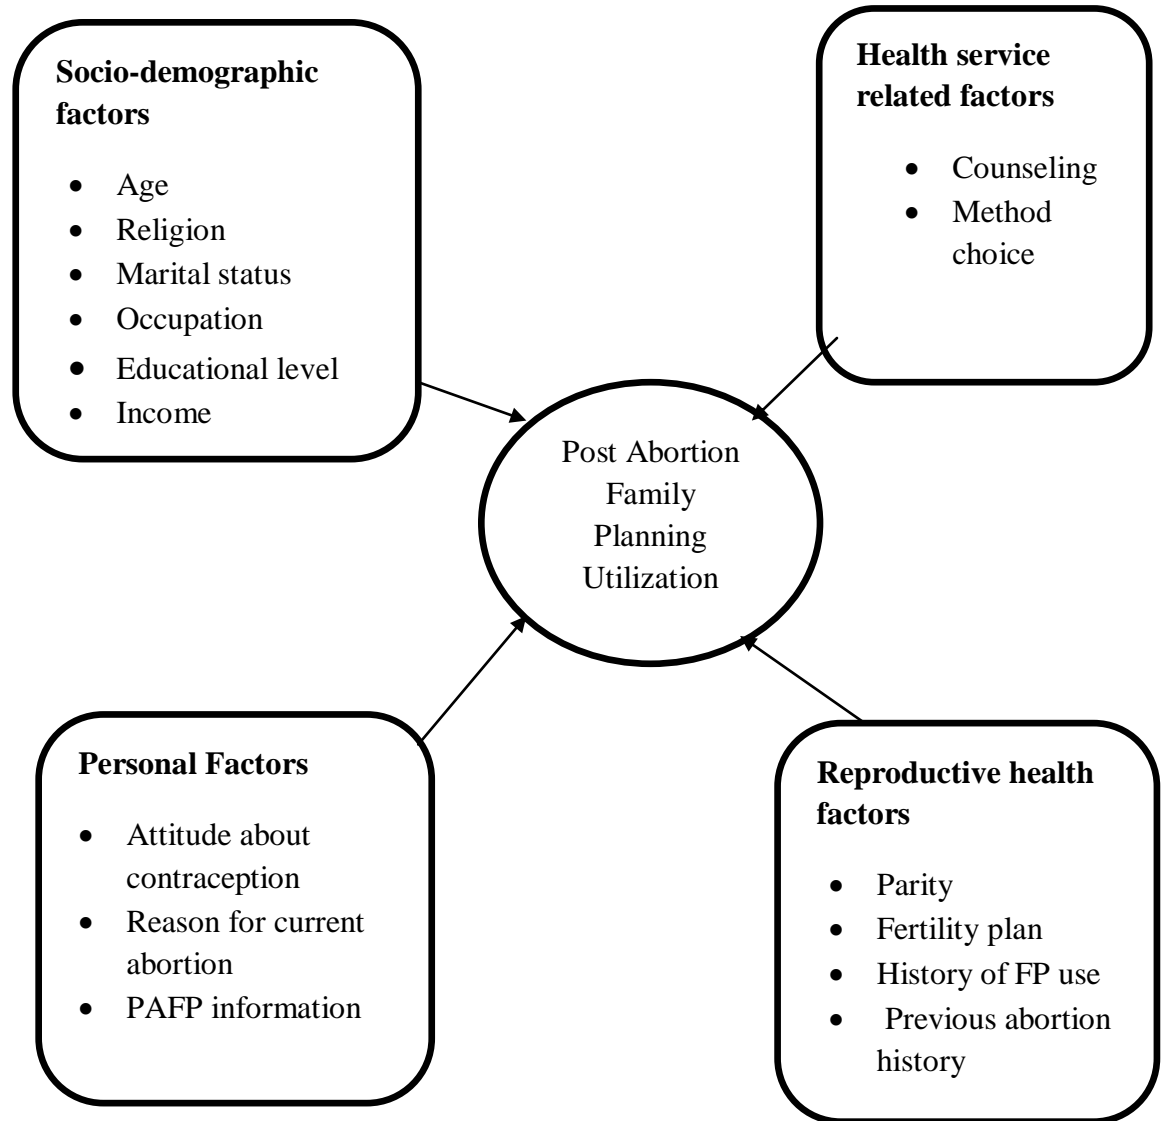 Socio-demographic
factors
• Age
• Religion
• Marital status
• Occupation
• Educational level
• Income
Health service
related factors
• Counseling
• Method
choice
Post Abortion
Family
Planning
Utilization
Personal Factors
• Attitude about
contraception
• Reason for current
abortion
• PAFP information
Reproductive health
factors
• Parity
• Fertility plan
• History of FP use
• Previous abortion
history